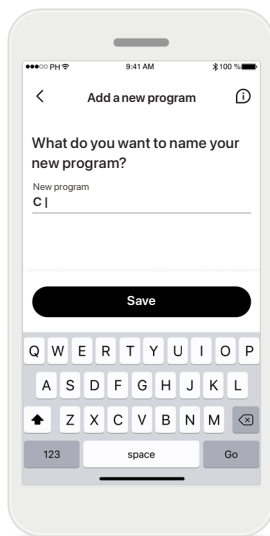 PH 9:41 AM 100 %
Add a new program
What do you want to name your
new program?
New program
C |
Save
Q W E R T Y U I O P
A S D F G H J K L
Z X C V B N M
123 space Go